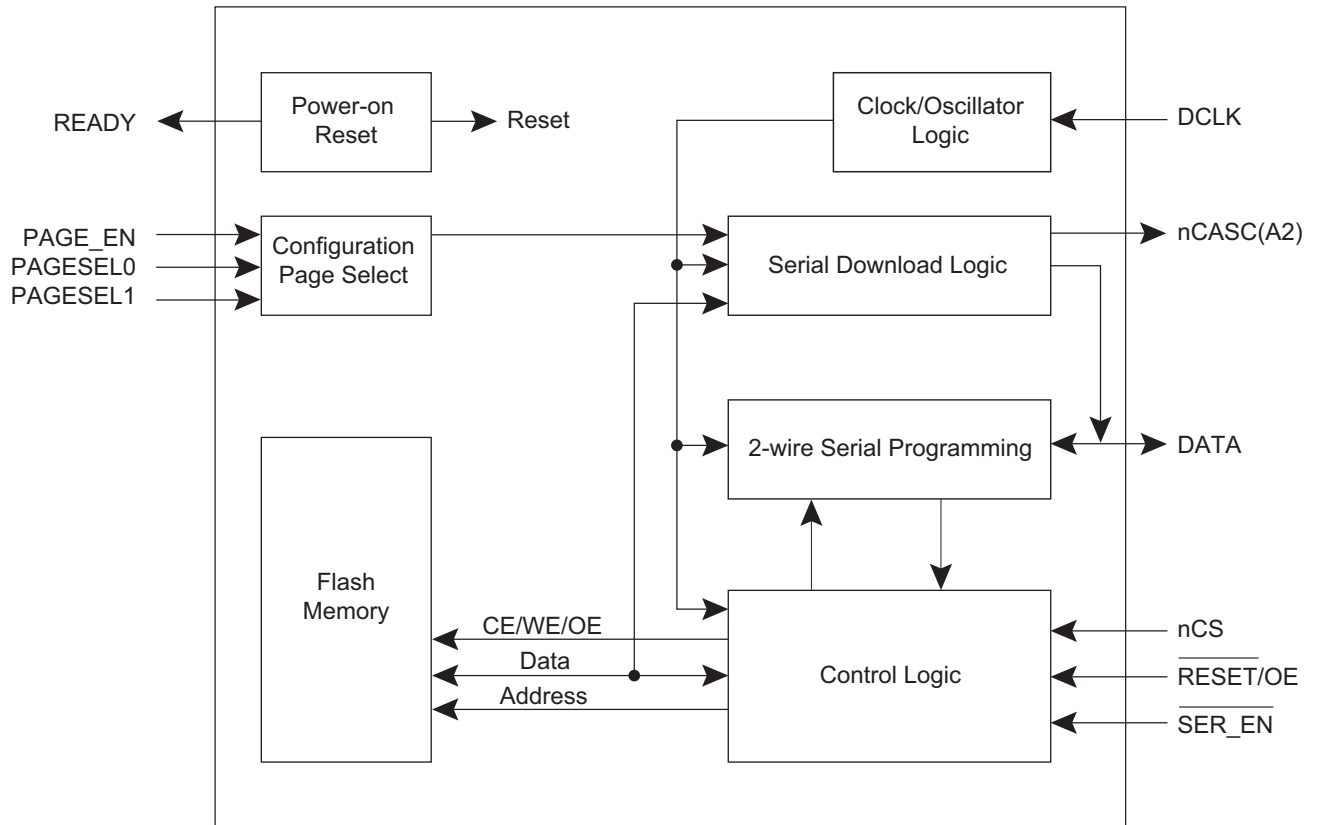 READY
Power-on
Reset
Reset
Clock/Oscillator
Logic
DCLK
PAGE_EN
PAGESEL0
PAGESEL1
Configuration
Page Select
Serial Download Logic
nCASC(A2)
2-wire Serial Programming
DATA
Flash
Memory
CE/WE/OE
Data
Address
Control Logic
nCS
RESET/OE
SER_EN